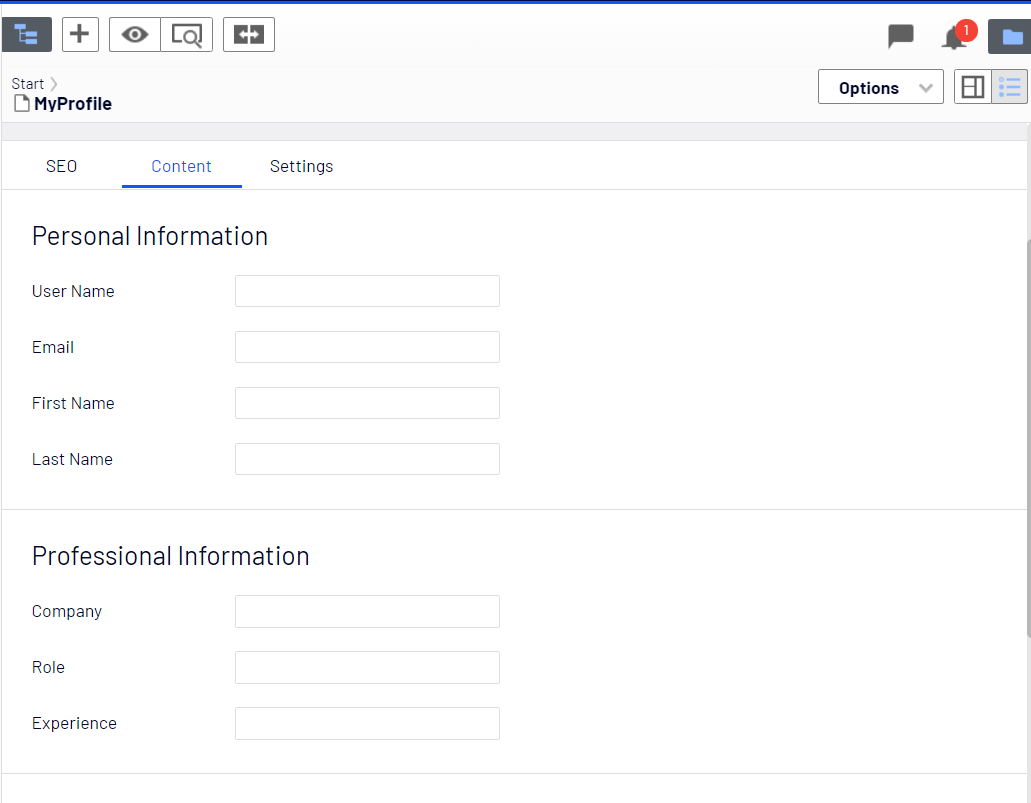 1
Start
MyProfile
Options
SEO
Content
Settings
Personal Information
User Name
Email
First Name
Last Name
Professional Information
Company
Role
Experience